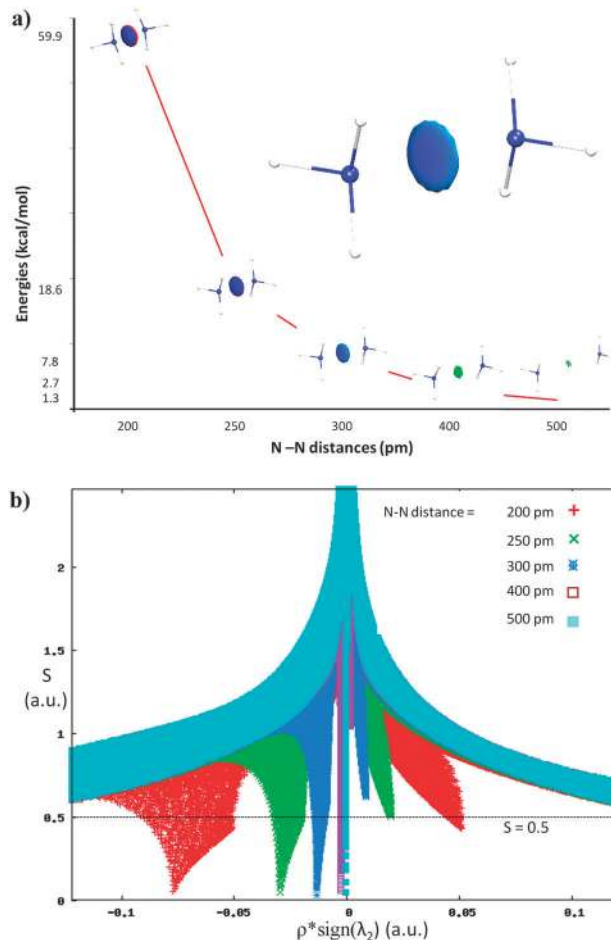 a)
59.9
18.6
7.8
2.7
1.3
Energies (kcal/mol)
200 250 300 400 500
N –N distances (pm)
b)
N-N distance = 200 pm
250 pm
300 pm
400 pm
500 pm
2
1.5
S
(a.u.)
1
0.5
S = 0.5
0
-0.1 -0.05 0 0.05 0.1
ρ*sign(λ2) (a.u.)